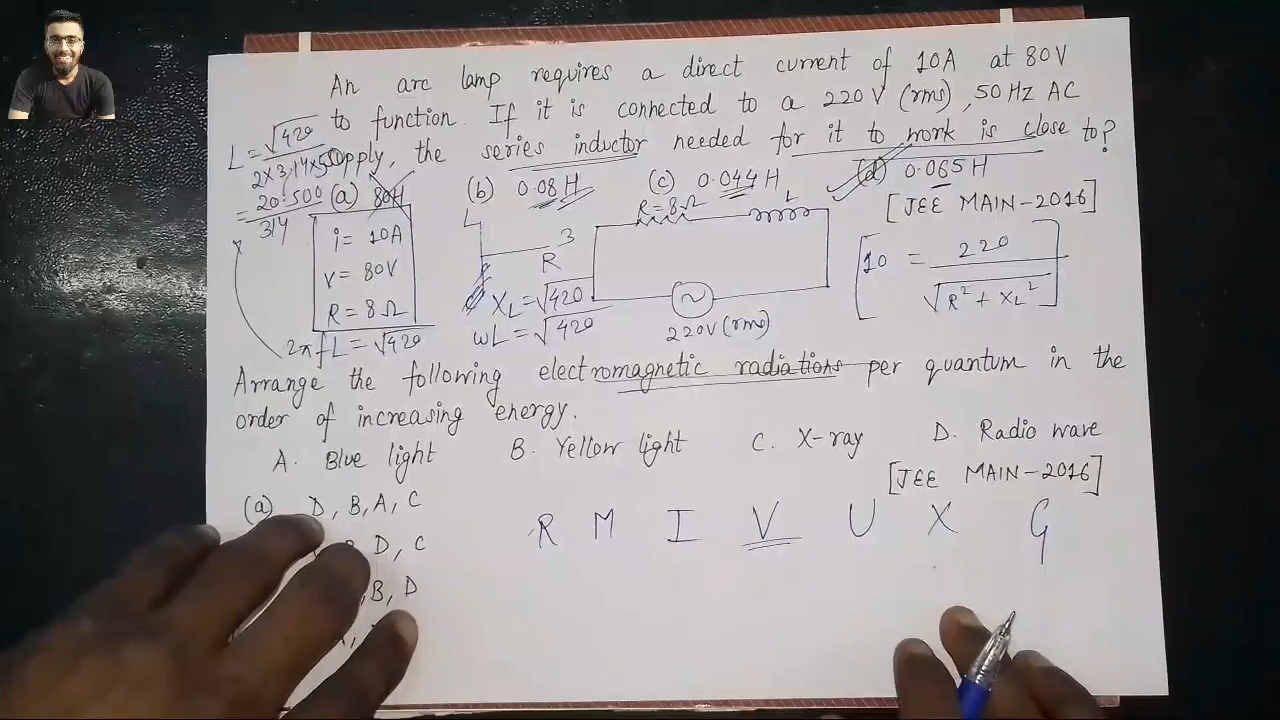 An arc lamp requires a direct current of 10A at 80V
to function. If it is connected to a 220 V (rms), 50 Hz AC
supply, the series inductor needed for it to work is close to?
L = √420
2×3.14×50
= 20.500
314
(a) 80H
(b) 0.08 H
(c) 0.044 H
(d) 0.065 H
[JEE MAIN-2016]
i = 10A
V = 80V
R = 8 Ω
2πfL = √420
L
3
R
XL = √420
ωL = √420
R = 8Ω
L
220V (rms)
10 = 220
√R² + XL²
Arrange the following electromagnetic radiations per quantum in the
order of increasing energy.
A. Blue light B. Yellow light C. X-ray D. Radio wave
[JEE MAIN-2016]
(a) D, B, A, C
D, C
, B, D
R M I V U X G